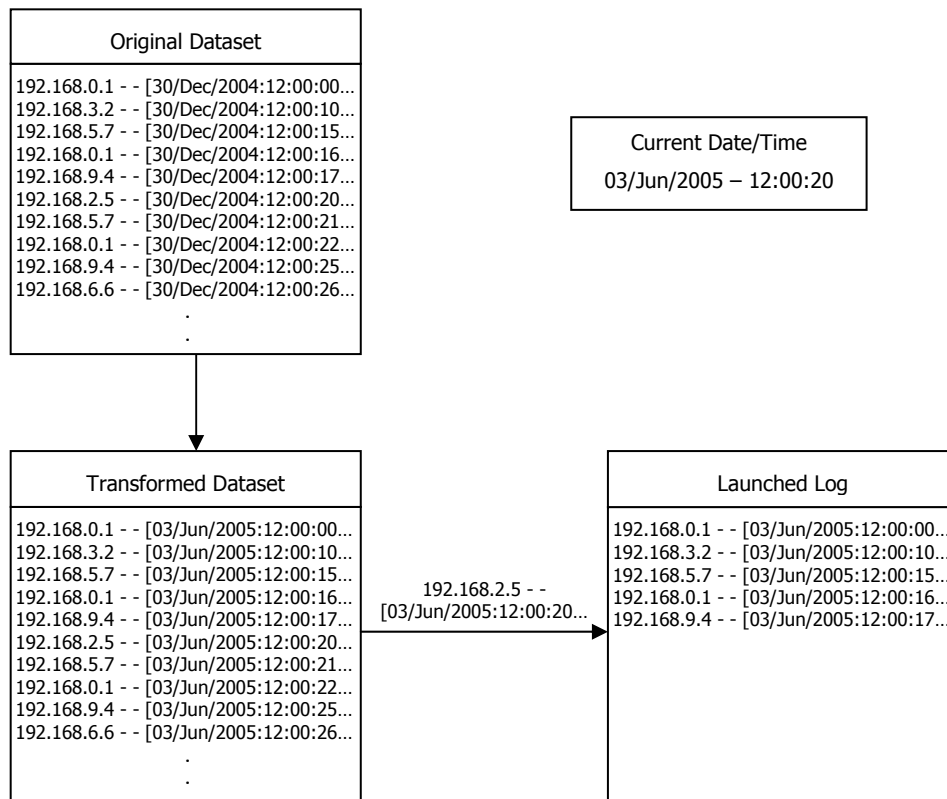 Original Dataset
192.168.0.1 - - [30/Dec/2004:12:00:00...
192.168.3.2 - - [30/Dec/2004:12:00:10...
192.168.5.7 - - [30/Dec/2004:12:00:15...
192.168.0.1 - - [30/Dec/2004:12:00:16...
192.168.9.4 - - [30/Dec/2004:12:00:17...
192.168.2.5 - - [30/Dec/2004:12:00:20...
192.168.5.7 - - [30/Dec/2004:12:00:21...
192.168.0.1 - - [30/Dec/2004:12:00:22...
192.168.9.4 - - [30/Dec/2004:12:00:25...
192.168.6.6 - - [30/Dec/2004:12:00:26...
.
.
Current Date/Time
03/Jun/2005 – 12:00:20
Transformed Dataset
192.168.0.1 - - [03/Jun/2005:12:00:00...
192.168.3.2 - - [03/Jun/2005:12:00:10...
192.168.5.7 - - [03/Jun/2005:12:00:15...
192.168.0.1 - - [03/Jun/2005:12:00:16...
192.168.9.4 - - [03/Jun/2005:12:00:17...
192.168.2.5 - - [03/Jun/2005:12:00:20...
192.168.5.7 - - [03/Jun/2005:12:00:21...
192.168.0.1 - - [03/Jun/2005:12:00:22...
192.168.9.4 - - [03/Jun/2005:12:00:25...
192.168.6.6 - - [03/Jun/2005:12:00:26...
.
.
192.168.2.5 - -
[03/Jun/2005:12:00:20...
Launched Log
192.168.0.1 - - [03/Jun/2005:12:00:00...
192.168.3.2 - - [03/Jun/2005:12:00:10...
192.168.5.7 - - [03/Jun/2005:12:00:15...
192.168.0.1 - - [03/Jun/2005:12:00:16...
192.168.9.4 - - [03/Jun/2005:12:00:17...